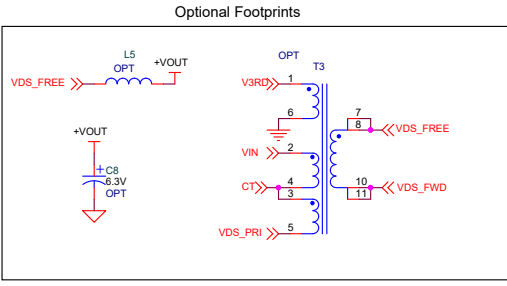 Optional Footprints
L5
OPT
VDS_FREE
+VOUT
+VOUT
+
C8
6.3V
OPT
OPT
T3
V3RD
1
6
VIN
2
CT
4
3
VDS_PRI
5
7
8
VDS_FREE
10
VDS_FWD
11